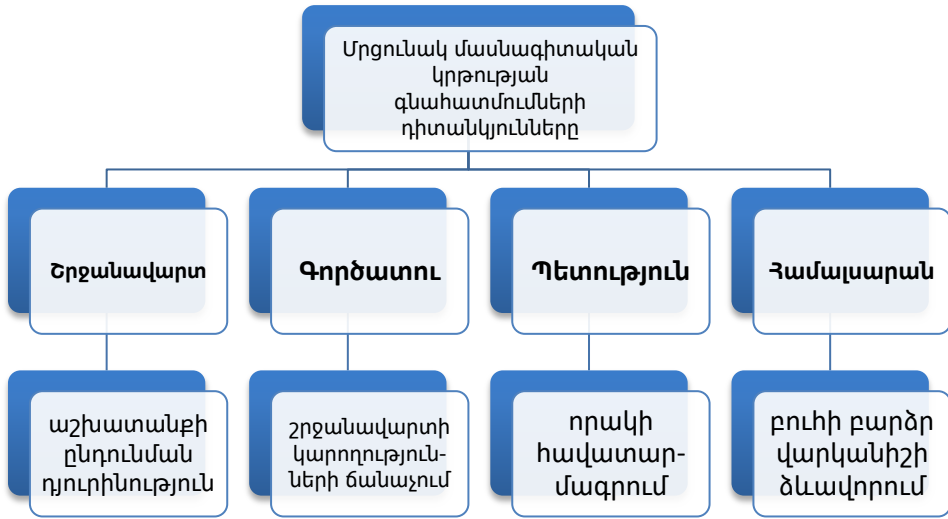 Մրցունակ մասնագիտական
կրթության
գնահատմումների
դիտանկյունները
Շրջանավարտ
Գործատու
Պետություն
Համալսարան
աշխատանքի
ընդունման
դյուրինություն
շրջանավարտի
կարողություն-
ների ճանաչում
որակի
հավատար-
մագրում
բուհի բարձր
վարկանիշի
ձևավորում